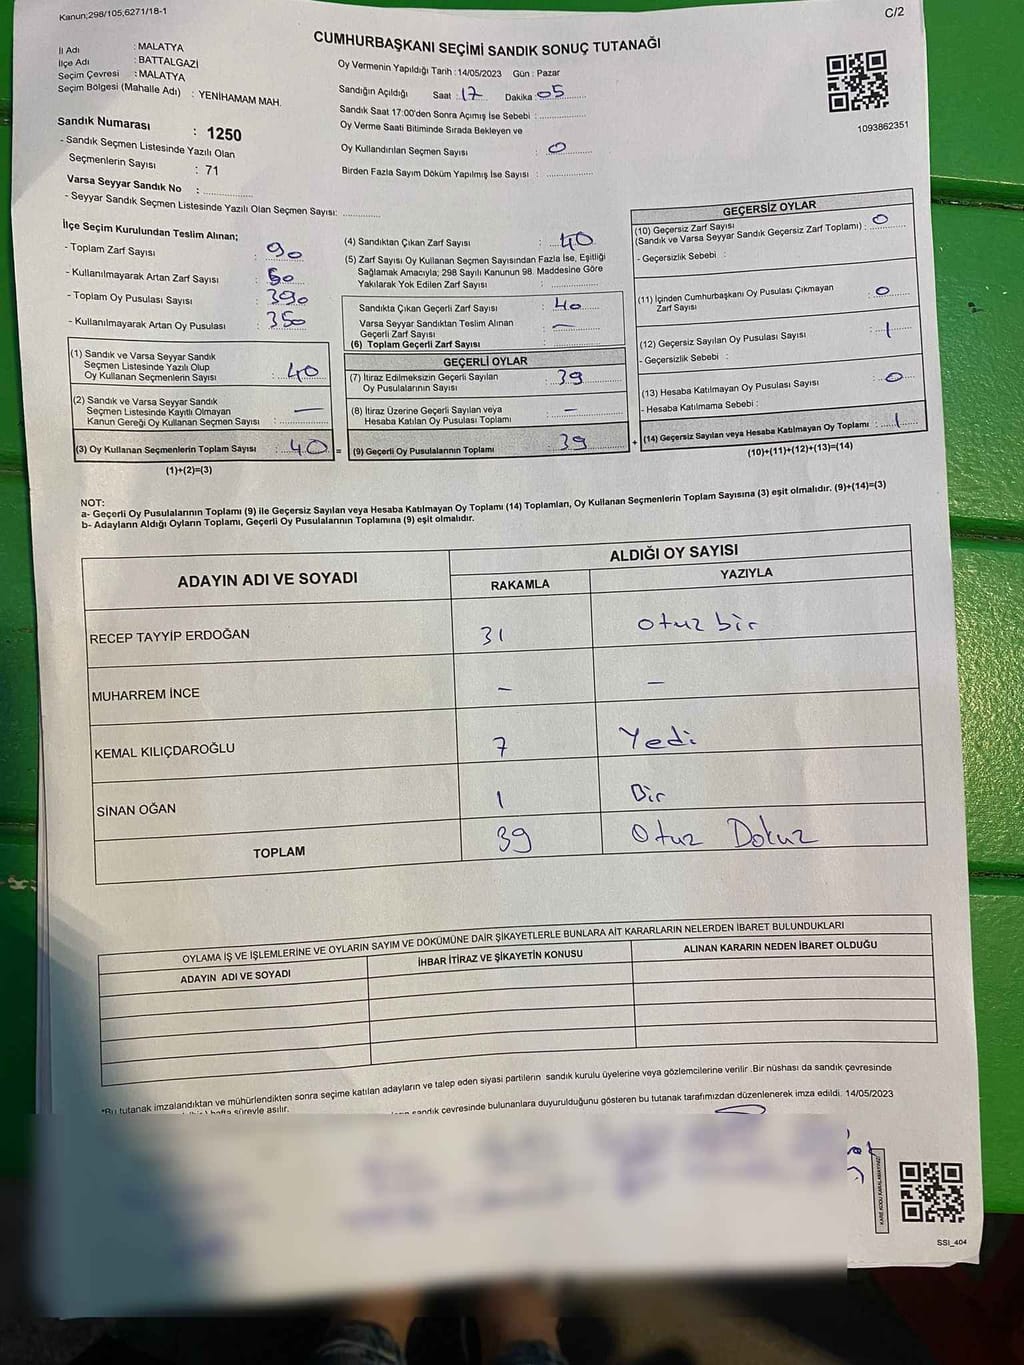 Kanun;298/105,6271/18-1
C/2
CUMHURBAŞKANI SEÇİMİ SANDIK SONUÇ TUTANAĞI
İl Adı : MALATYA
İlçe Adı : BATTALGAZİ
Seçim Çevresi : MALATYA
Seçim Bölgesi (Mahalle Adı) : YENİHAMAM MAH.
Sandık Numarası : 1250
- Sandık Seçmen Listesinde Yazılı Olan
Seçmenlerin Sayısı : 71
Varsa Seyyar Sandık No :
- Seyyar Sandık Seçmen Listesinde Yazılı Olan Seçmen Sayısı:
Oy Vermenin Yapıldığı Tarih :14/05/2023 Gün : Pazar
Sandığın Açıldığı Saat : 17 Dakika : 05
Sandık Saat 17:00'den Sonra Açımış İse Sebebi :
Oy Verme Saati Bitiminde Sırada Bekleyen ve
Oy Kullandırılan Seçmen Sayısı : 0
Birden Fazla Sayım Döküm Yapılmış İse Sayısı :
1093862351
İlçe Seçim Kurulundan Teslim Alınan;
- Toplam Zarf Sayısı : 90
- Kullanılmayarak Artan Zarf Sayısı : 50
- Toplam Oy Pusulası Sayısı : 390
- Kullanılmayarak Artan Oy Pusulası : 350
(1) Sandık ve Varsa Seyyar Sandık
Seçmen Listesinde Yazılı Olup
Oy Kullanan Seçmenlerin Sayısı : 40
(2) Sandık ve Varsa Seyyar Sandık
Seçmen Listesinde Kayıtlı Olmayan
Kanun Gereği Oy Kullanan Seçmen Sayısı : —
(3) Oy Kullanan Seçmenlerin Toplam Sayısı : 40 =
(1)+(2)=(3)
(4) Sandıktan Çıkan Zarf Sayısı : 40
(5) Zarf Sayısı Oy Kullanan Seçmen Sayısından Fazla İse, Eşitliği
Sağlamak Amacıyla; 298 Sayılı Kanunun 98. Maddesine Göre
Yakılarak Yok Edilen Zarf Sayısı :
Sandıkta Çıkan Geçerli Zarf Sayısı : 40
Varsa Seyyar Sandıktan Teslim Alınan
Geçerli Zarf Sayısı : —
(6) Toplam Geçerli Zarf Sayısı :
GEÇERLİ OYLAR
(7) İtiraz Edilmeksizin Geçerli Sayılan
Oy Pusulalarının Sayısı : 39
(8) İtiraz Üzerine Geçerli Sayılan veya
Hesaba Katılan Oy Pusulası Toplamı : —
(9) Geçerli Oy Pusulalarının Toplamı : 39 +
GEÇERSİZ OYLAR
(10) Geçersiz Zarf Sayısı
(Sandık ve Varsa Seyyar Sandık Geçersiz Zarf Toplamı) : 0
- Geçersizlik Sebebi :
(11) İçinden Cumhurbaşkanı Oy Pusulası Çıkmayan
Zarf Sayısı : 0
(12) Geçersiz Sayılan Oy Pusulası Sayısı : 1
- Geçersizlik Sebebi :
(13) Hesaba Katılmayan Oy Pusulası Sayısı : 0
- Hesaba Katılmama Sebebi :
(14) Geçersiz Sayılan veya Hesaba Katılmayan Oy Toplamı : 1
(10)+(11)+(12)+(13)=(14)
NOT:
a- Geçerli Oy Pusulalarının Toplamı (9) ile Geçersiz Sayılan veya Hesaba Katılmayan Oy Toplamı (14) Toplamları, Oy Kullanan Seçmenlerin Toplam Sayısına (3) eşit olmalıdır. (9)+(14)=(3)
b- Adayların Aldığı Oyların Toplamı, Geçerli Oy Pusulalarının Toplamına (9) eşit olmalıdır.
ADAYIN ADI VE SOYADI
ALDIĞI OY SAYISI
RAKAMLA YAZIYLA
RECEP TAYYİP ERDOĞAN 31 otuz bir
MUHARREM İNCE — —
KEMAL KILIÇDAROĞLU 7 Yedi
SİNAN OĞAN 1 Bir
TOPLAM 39 Otuz Dokuz
OYLAMA İŞ VE İŞLEMLERİNE VE OYLARIN SAYIM VE DÖKÜMÜNE DAİR ŞİKAYETLERLE BUNLARA AİT KARARLARIN NELERDEN İBARET BULUNDUKLARI
ADAYIN ADI VE SOYADI İHBAR İTİRAZ VE ŞİKAYETİN KONUSU ALINAN KARARIN NEDEN İBARET OLDUĞU
*Bu tutanak imzalandıktan ve mühürlendikten sonra seçime katılan adayların ve talep eden siyasi partilerin sandık kurulu üyelerine veya gözlemcilerine verilir .Bir nüshası da sandık çevresinde
hafta süreyle asılır.
sandık çevresinde bulunanlara duyurulduğunu gösteren bu tutanak tarafımızdan düzenlenerek imza edildi. 14/05/2023
KARE KODU KARALAMAYINIZ
SSI_404